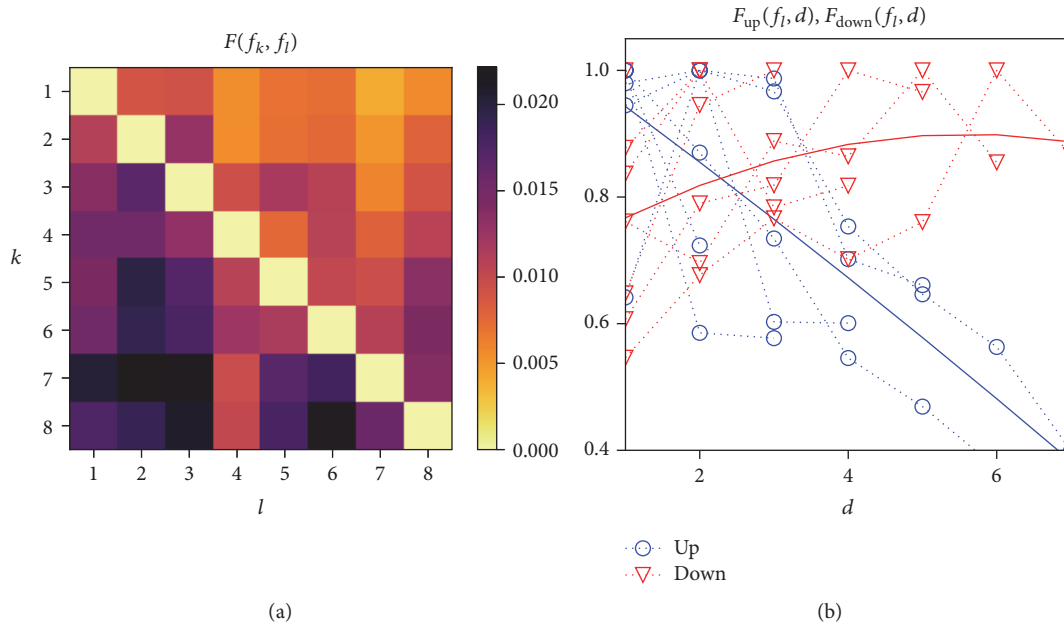 F(f_k, f_l)
1
2
3
4
5
6
7
8
k
1 2 3 4 5 6 7 8
l
0.020
0.015
0.010
0.005
0.000
(a)
F_up(f_l, d), F_down(f_l, d)
1.0
0.8
0.6
0.4
2 4 6
d
Up
Down
(b)